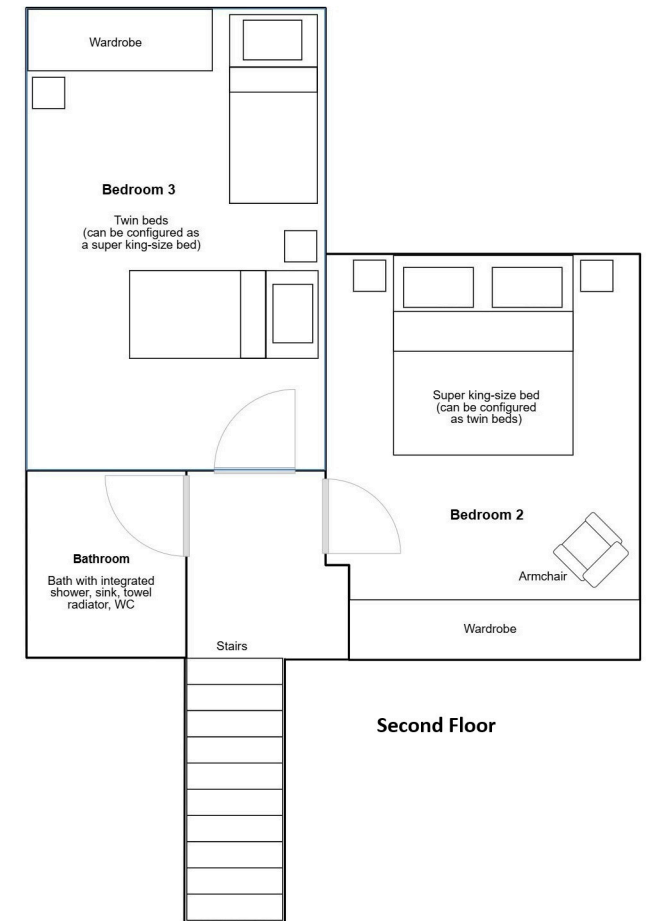 Wardrobe
Bedroom 3
Twin beds
(can be configured as
a super king-size bed)
Super king-size bed
(can be configured
as twin beds)
Bedroom 2
Armchair
Wardrobe
Bathroom
Bath with integrated
shower, sink, towel
radiator, WC
Stairs
Second Floor